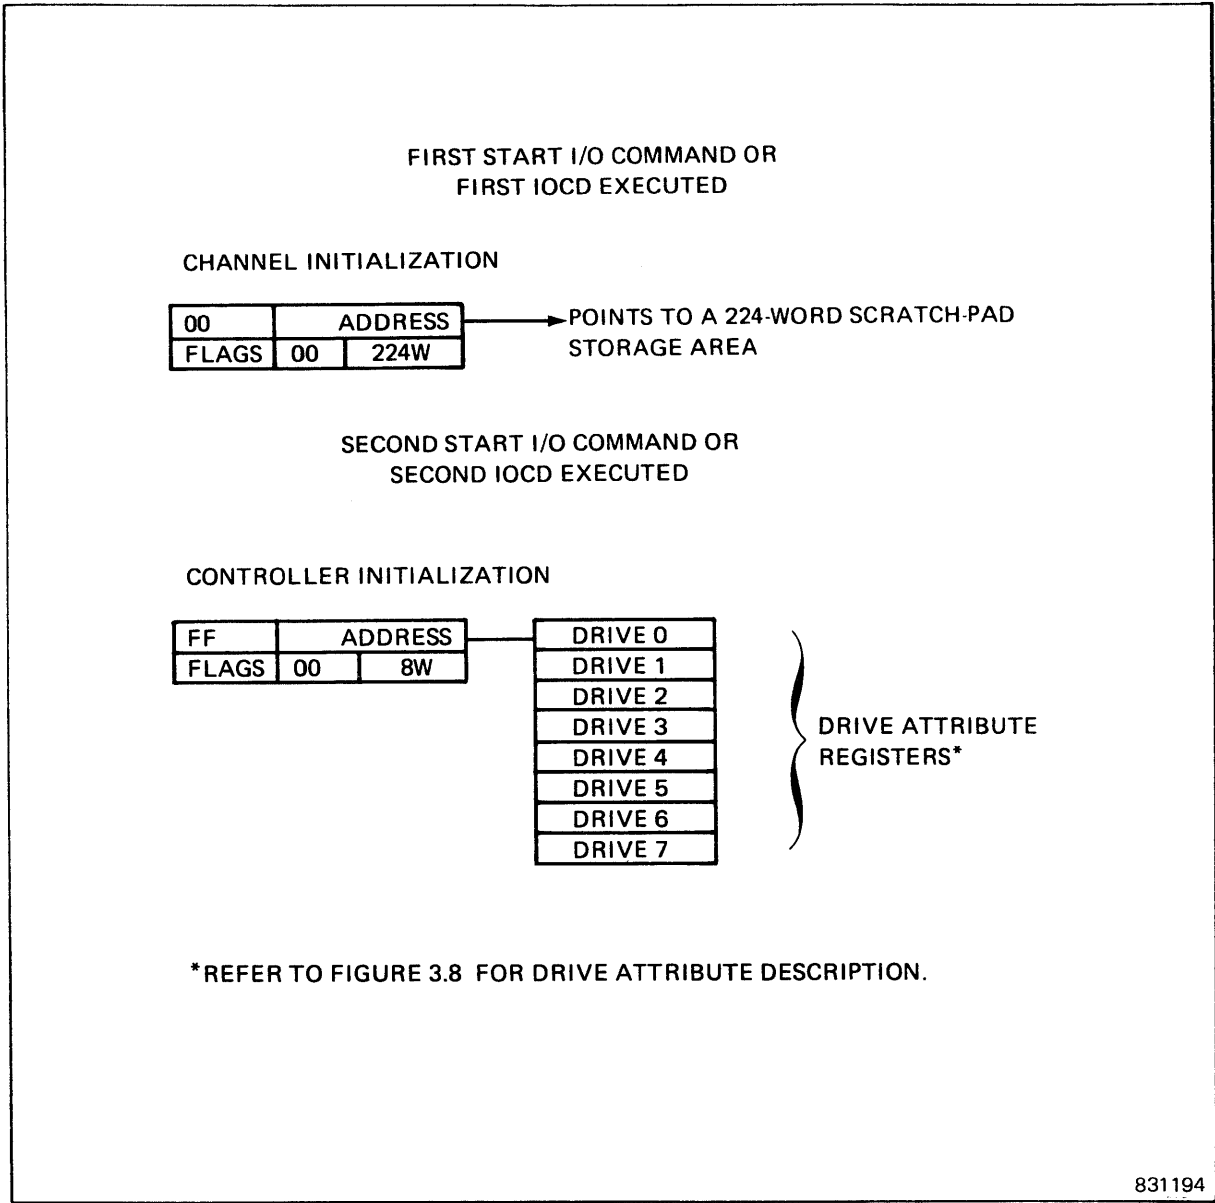 FIRST START I/O COMMAND OR
FIRST IOCD EXECUTED
CHANNEL INITIALIZATION
00 ADDRESS
FLAGS 00 224W
POINTS TO A 224-WORD SCRATCH-PAD
STORAGE AREA
SECOND START I/O COMMAND OR
SECOND IOCD EXECUTED
CONTROLLER INITIALIZATION
FF ADDRESS
FLAGS 00 8W
DRIVE 0
DRIVE 1
DRIVE 2
DRIVE 3
DRIVE 4
DRIVE 5
DRIVE 6
DRIVE 7
DRIVE ATTRIBUTE
REGISTERS*
*REFER TO FIGURE 3.8 FOR DRIVE ATTRIBUTE DESCRIPTION.
831194